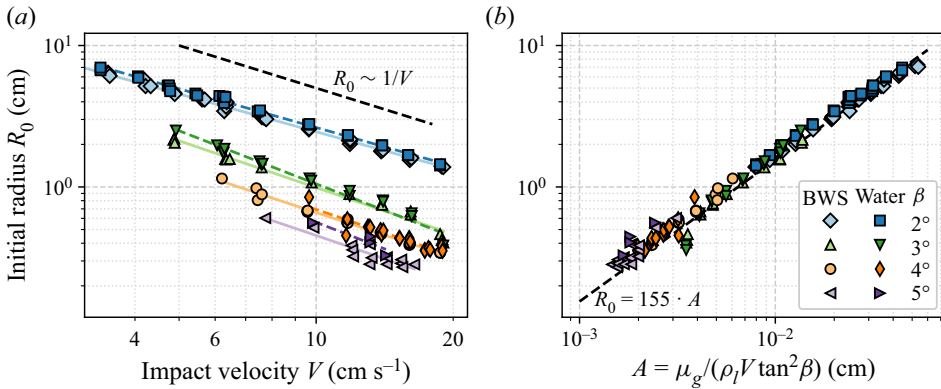 (a)
(b)
10¹
10⁰
Initial radius R₀ (cm)
R₀ ~ 1/V
4
6
10
20
Impact velocity V (cm s⁻¹)
10¹
10⁰
R₀ = 155 · A
BWS Water β
2°
3°
4°
5°
10⁻³
10⁻²
A = μ_g/(ρ_l V tan² β) (cm)